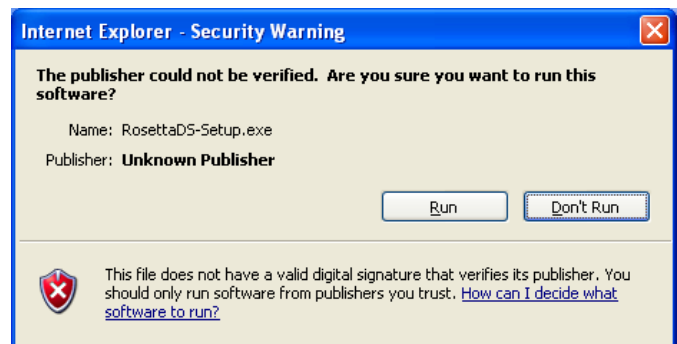 Internet Explorer - Security Warning
The publisher could not be verified. Are you sure you want to run this
software?
Name: RosettaDS-Setup.exe
Publisher: Unknown Publisher
Run
Don't Run
This file does not have a valid digital signature that verifies its publisher. You
should only run software from publishers you trust. How can I decide what
software to run?